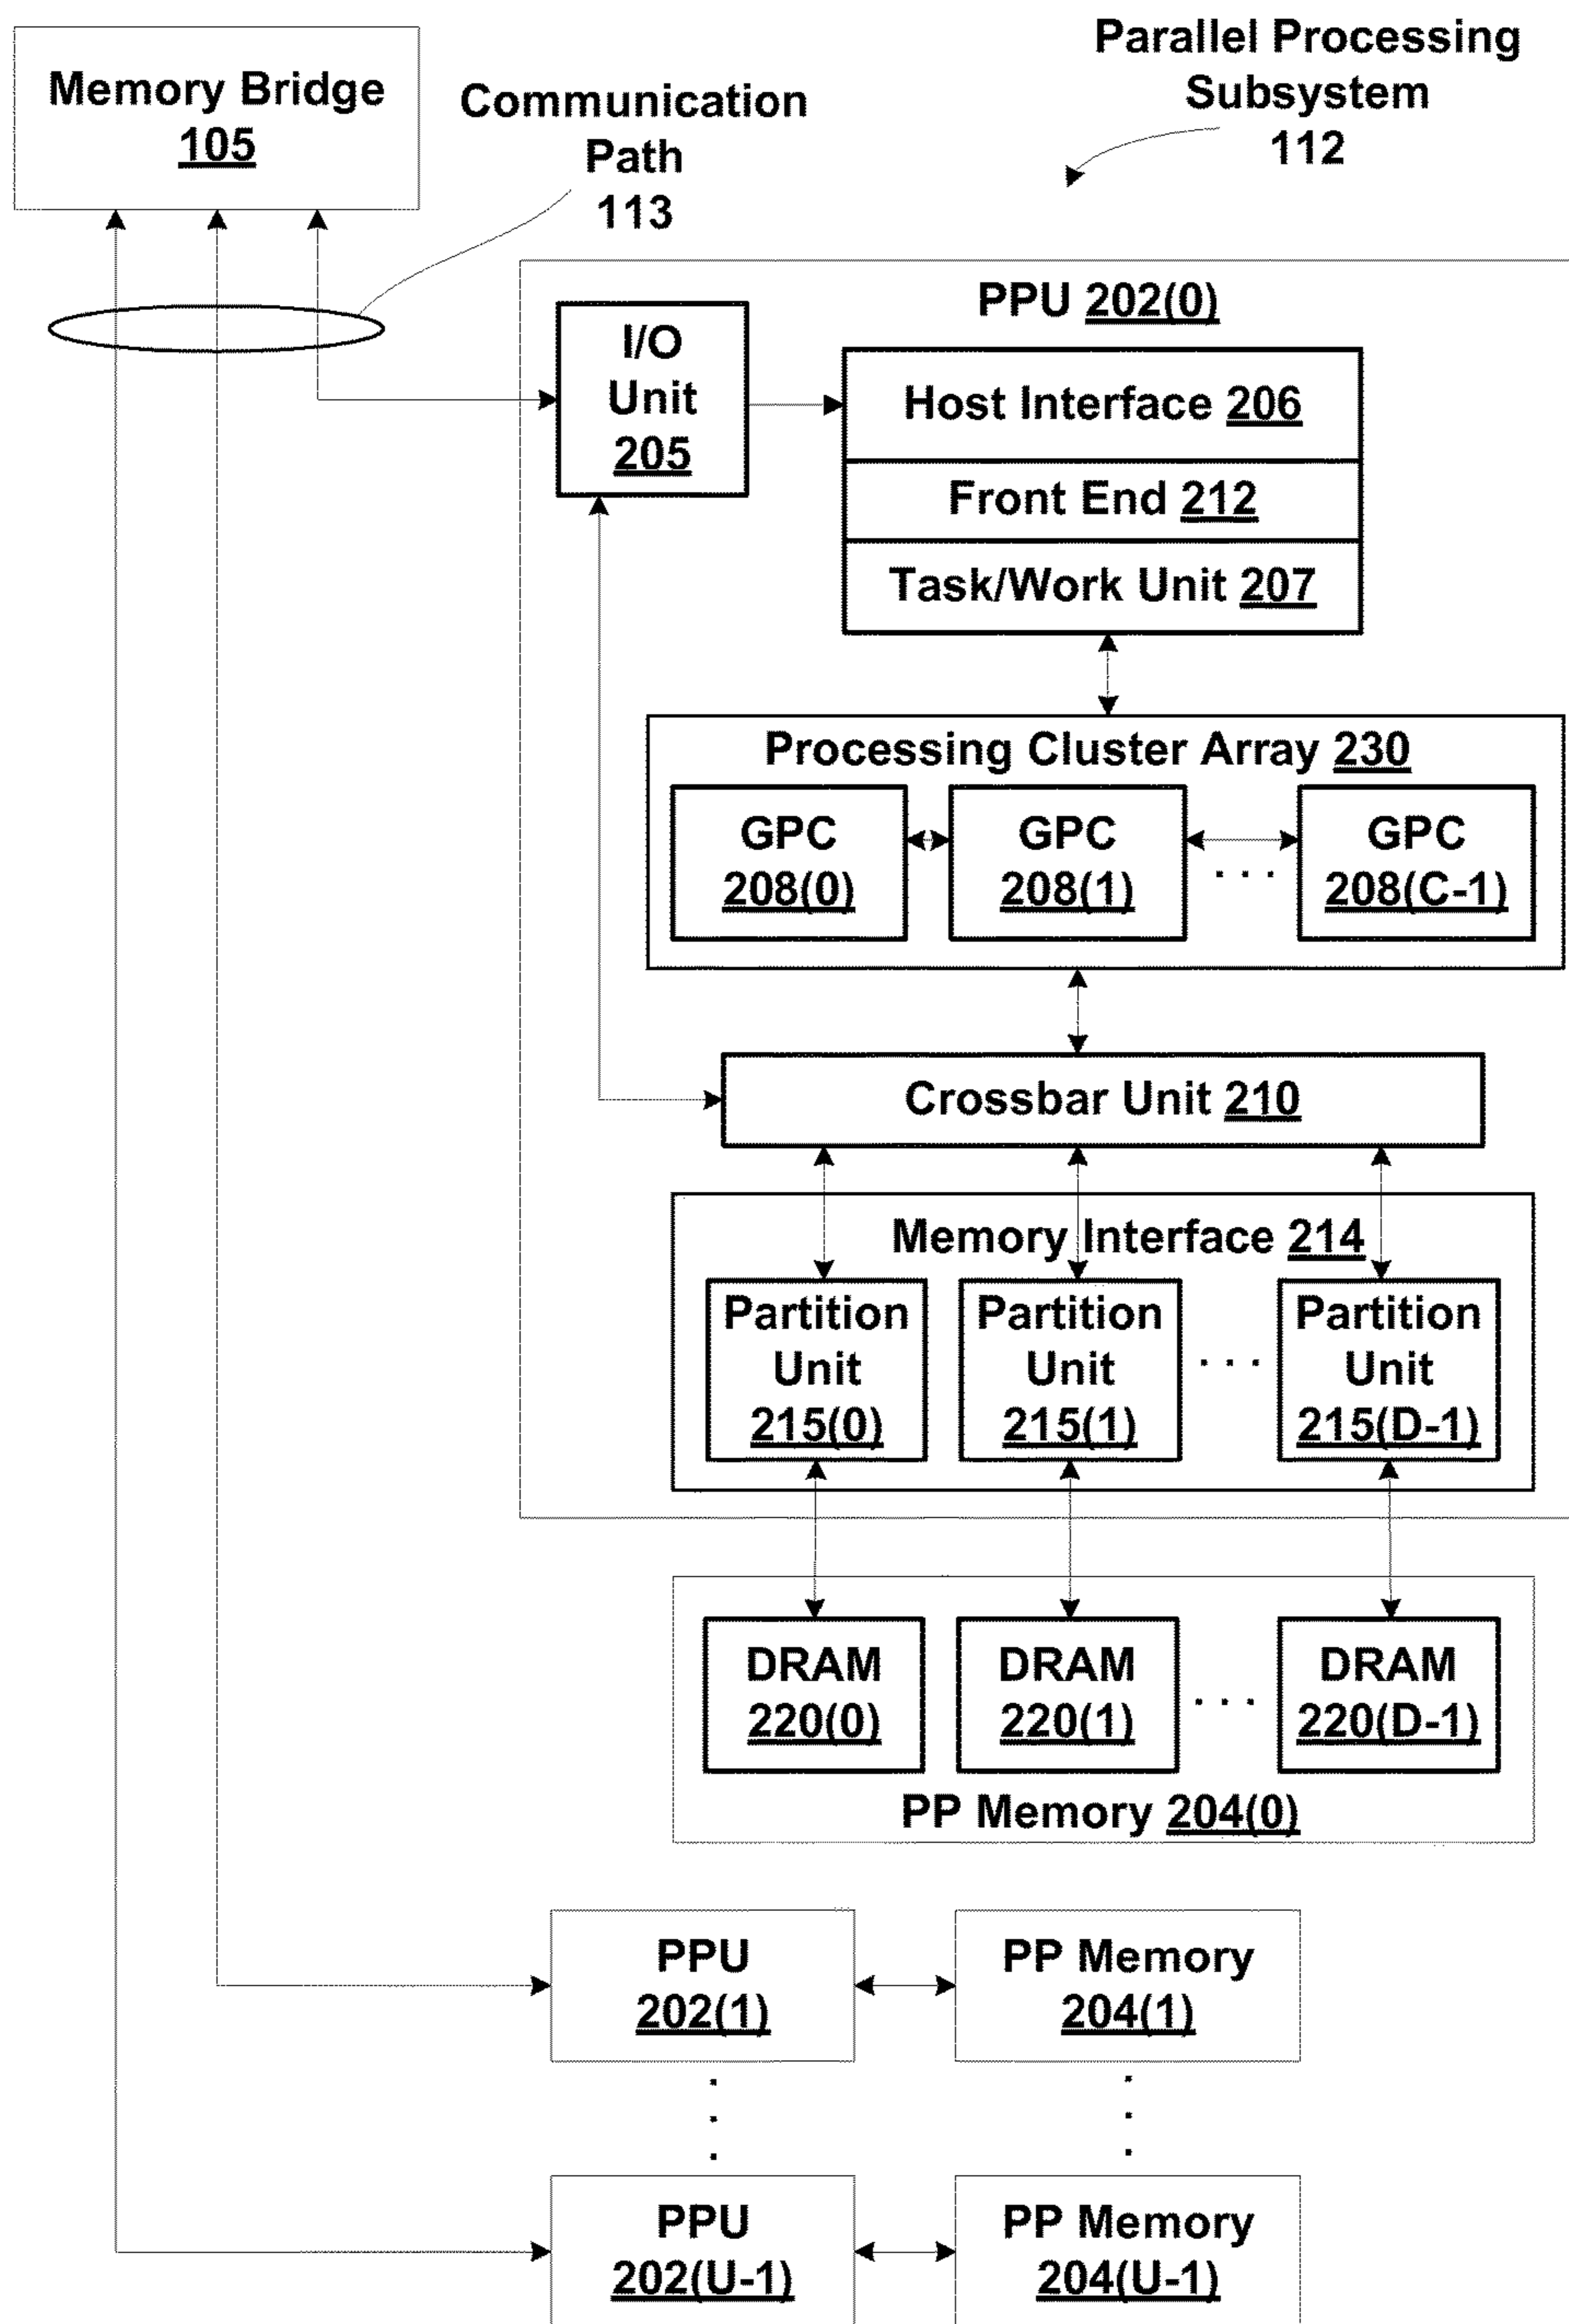 Memory Bridge
105
Communication
Path
113
Parallel Processing
Subsystem
112
PPU 202(0)
I/O
Unit
205
Host Interface 206
Front End 212
Task/Work Unit 207
Processing Cluster Array 230
GPC
208(0)
GPC
208(1)
. . .
GPC
208(C-1)
Crossbar Unit 210
Memory Interface 214
Partition
Unit
215(0)
Partition
Unit
215(1)
. . .
Partition
Unit
215(D-1)
DRAM
220(0)
DRAM
220(1)
. . .
DRAM
220(D-1)
PP Memory 204(0)
PPU
202(1)
PP Memory
204(1)
PPU
202(U-1)
PP Memory
204(U-1)